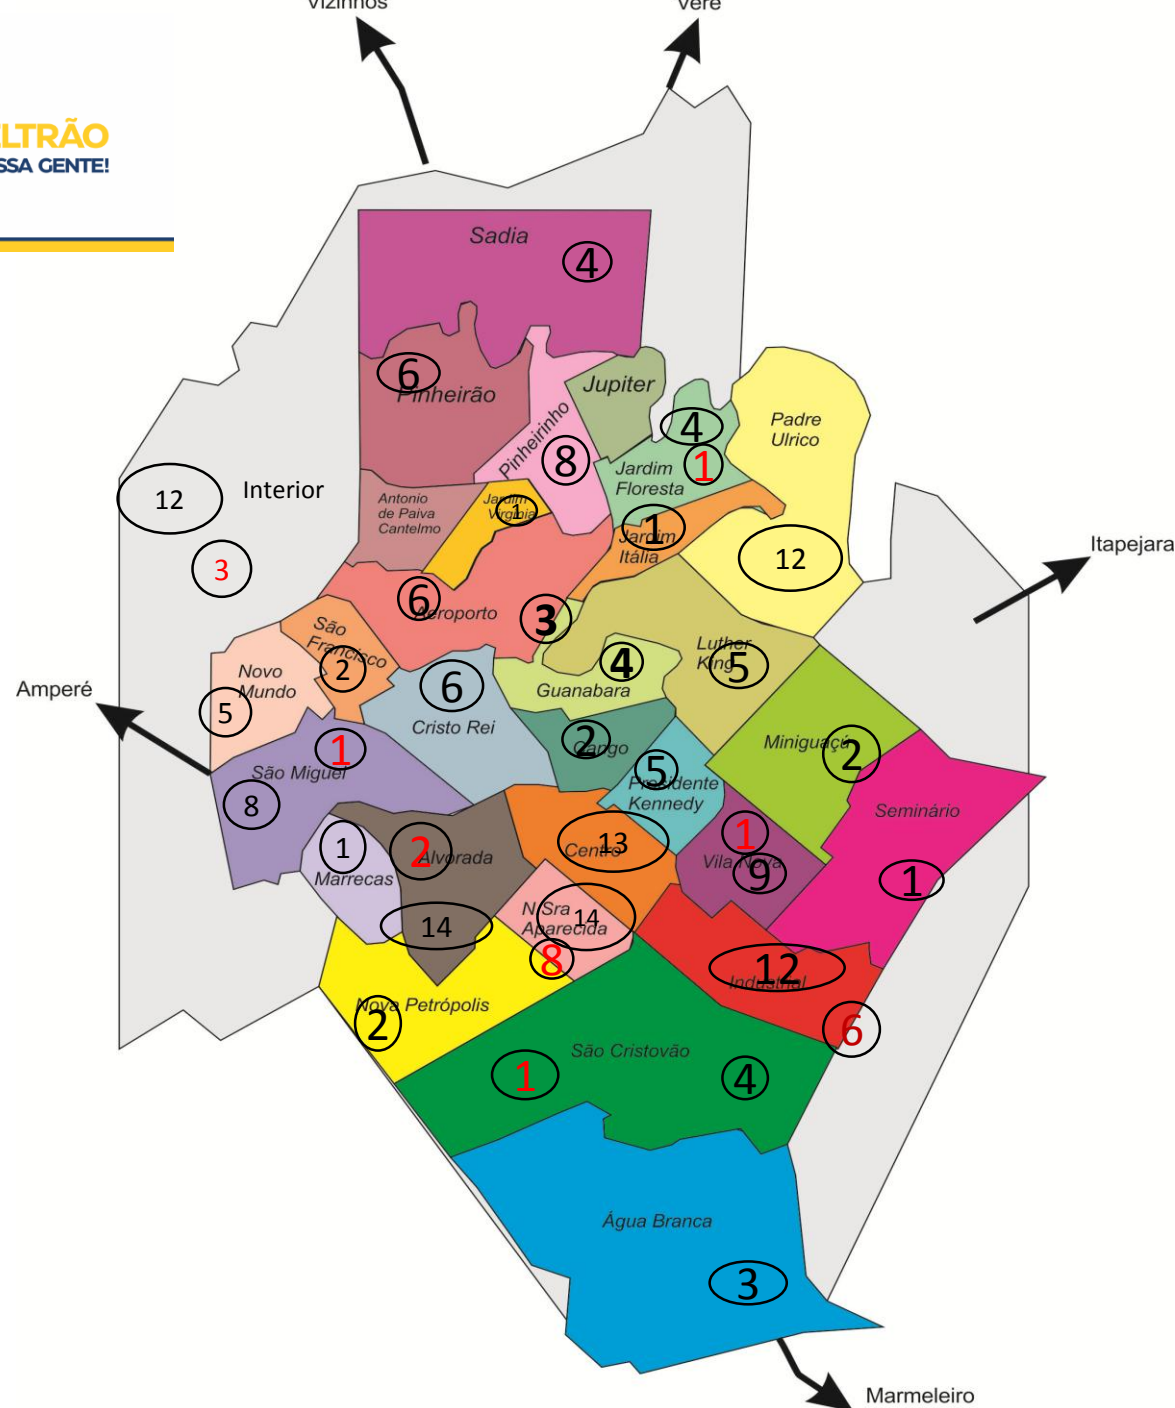 Vizinhos
Verê
ELTRÃO
SSA GENTE!
Sadia
4
6
Pinheirão
Jupiter
Pinheirinho
8
4
1
Jardim
Floresta
Padre
Ulrico
12
Interior
3
Antonio
de Paiva
Cantelmo
Jardim
Virginia
1
1
Jardim
Itália
12
Itapejara
6
Aeroporto
3
São
Francisco
2
Novo
Mundo
5
Amperé
6
Cristo Rei
4
Guanabara
Luther
King
5
2
Cango
5
Presidente
Kennedy
Miniguaçú
2
1
São Miguel
8
Seminário
1
1
Marrecas
2
Alvorada
14
13
Centro
1
Vila Nova
9
14
N Sra
Aparecida
8
12
Industrial
6
Nova Petrópolis
2
São Cristovão
1
4
Água Branca
3
Marmeleiro